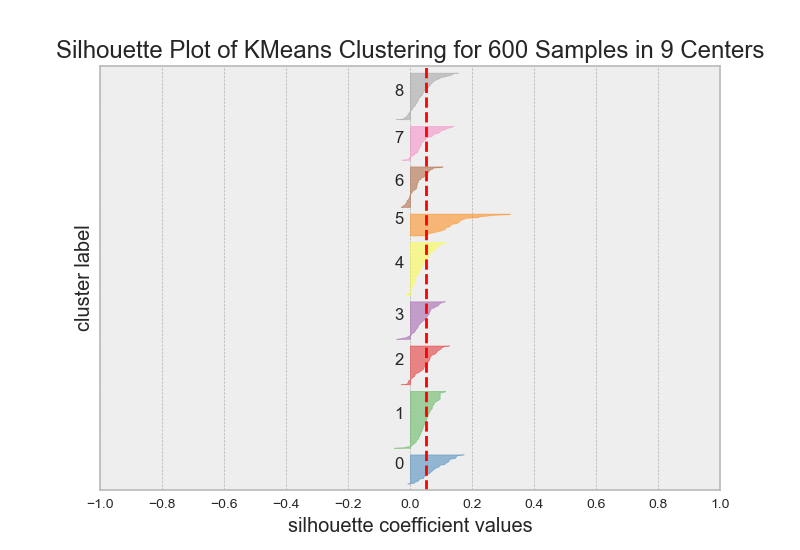 Silhouette Plot of KMeans Clustering for 600 Samples in 9 Centers
8
7
6
5
4
3
2
1
0
cluster label
−1.0 −0.8 −0.6 −0.4 −0.2 0.0 0.2 0.4 0.6 0.8 1.0
silhouette coefficient values